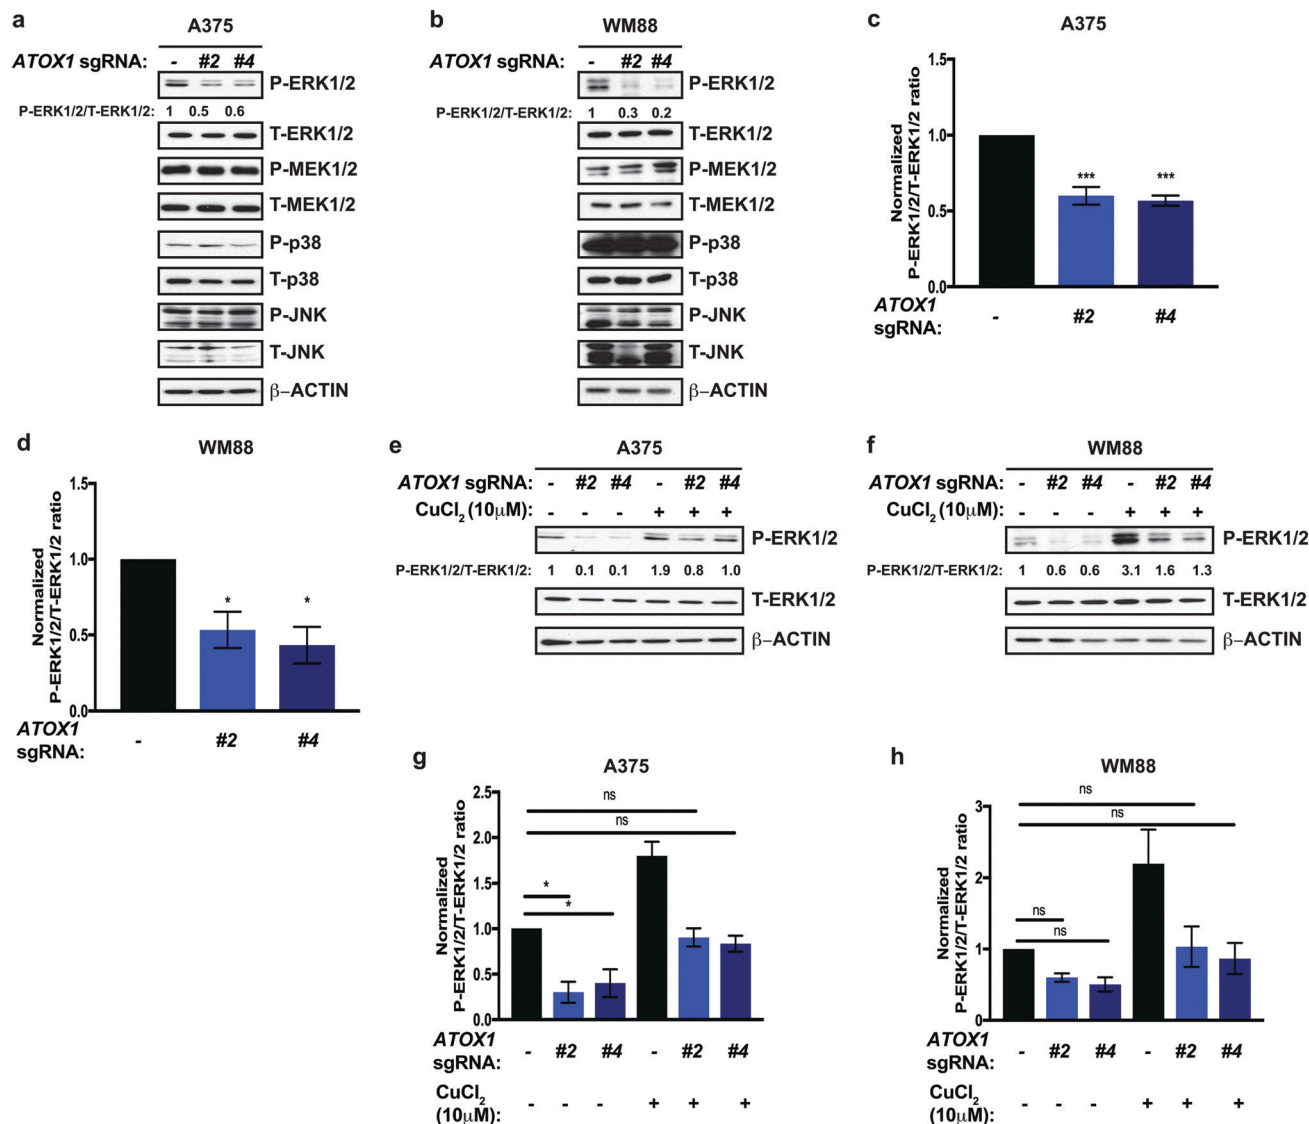 a
A375
ATOX1 sgRNA: - #2 #4
P-ERK1/2
P-ERK1/2/T-ERK1/2: 1 0.5 0.6
T-ERK1/2
P-MEK1/2
T-MEK1/2
P-p38
T-p38
P-JNK
T-JNK
β–ACTIN
b
WM88
ATOX1 sgRNA: - #2 #4
P-ERK1/2
P-ERK1/2/T-ERK1/2: 1 0.3 0.2
T-ERK1/2
P-MEK1/2
T-MEK1/2
P-p38
T-p38
P-JNK
T-JNK
β–ACTIN
c
A375
Normalized
P-ERK1/2/T-ERK1/2 ratio
1.5
1.0
0.5
0.0
*** ***
ATOX1
sgRNA: - #2 #4
d
WM88
Normalized
P-ERK1/2/T-ERK1/2 ratio
1.5
1.0
0.5
0.0
* *
ATOX1
sgRNA: - #2 #4
e
A375
ATOX1 sgRNA: - #2 #4 - #2 #4
CuCl2 (10μM): - - - + + +
P-ERK1/2
P-ERK1/2/T-ERK1/2: 1 0.1 0.1 1.9 0.8 1.0
T-ERK1/2
β–ACTIN
f
WM88
ATOX1 sgRNA: - #2 #4 - #2 #4
CuCl2 (10μM): - - - + + +
P-ERK1/2
P-ERK1/2/T-ERK1/2: 1 0.6 0.6 3.1 1.6 1.3
T-ERK1/2
β–ACTIN
g
A375
Normalized
P-ERK1/2/T-ERK1/2 ratio
2.5
2.0
1.5
1.0
0.5
0.0
ns
ns
*
*
ATOX1
sgRNA: - #2 #4 - #2 #4
CuCl2
(10μM): - - - + + +
h
WM88
Normalized
P-ERK1/2/T-ERK1/2 ratio
3
2
1
0
ns
ns
ns
ns
ATOX1
sgRNA: - #2 #4 - #2 #4
CuCl2
(10μM): - - - + + +